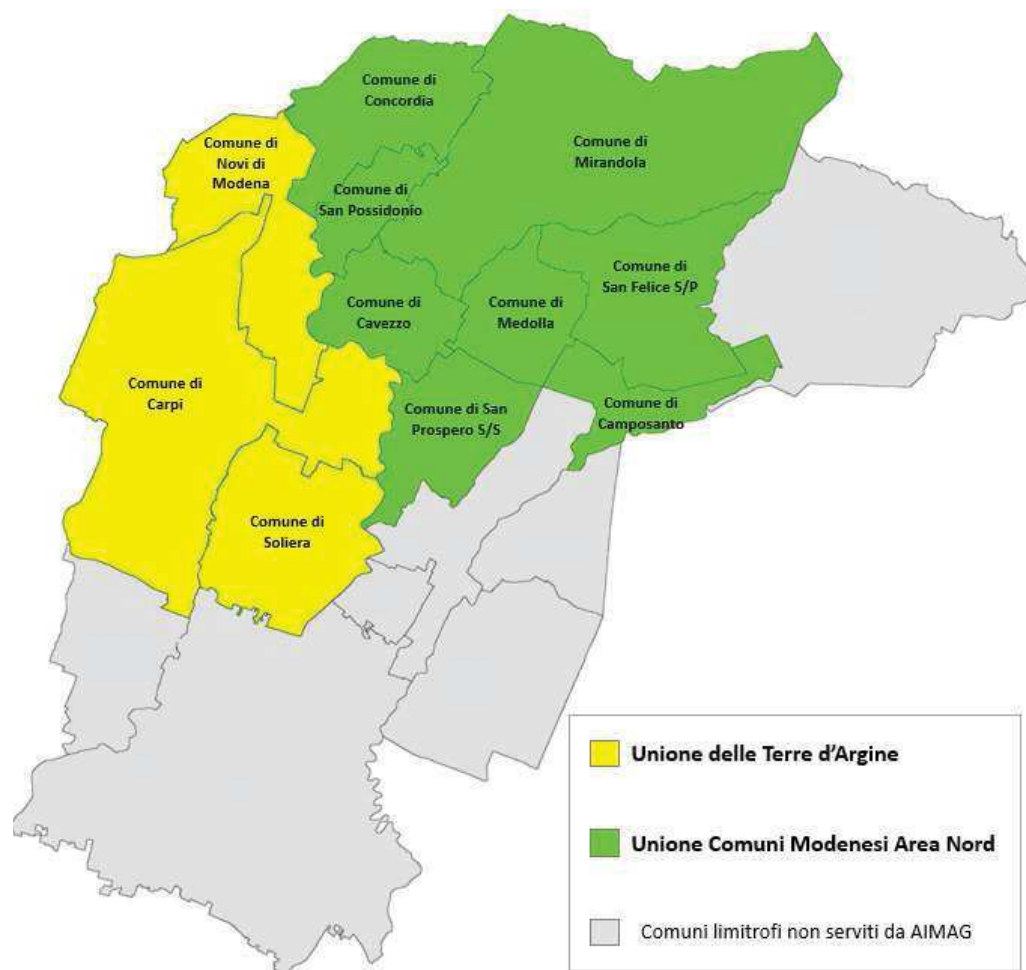 Comune di
Concordia
Comune di
Novi di
Modena
Comune di
Mirandola
Comune di
San Possidonio
Comune di
San Felice S/P
Comune di
Cavezzo
Comune di
Medolla
Comune di
Carpi
Comune di San
Prospero S/S
Comune di
Camposanto
Comune di
Soliera
Unione delle Terre d'Argine
Unione Comuni Modenesi Area Nord
Comuni limitrofi non serviti da AIMAG